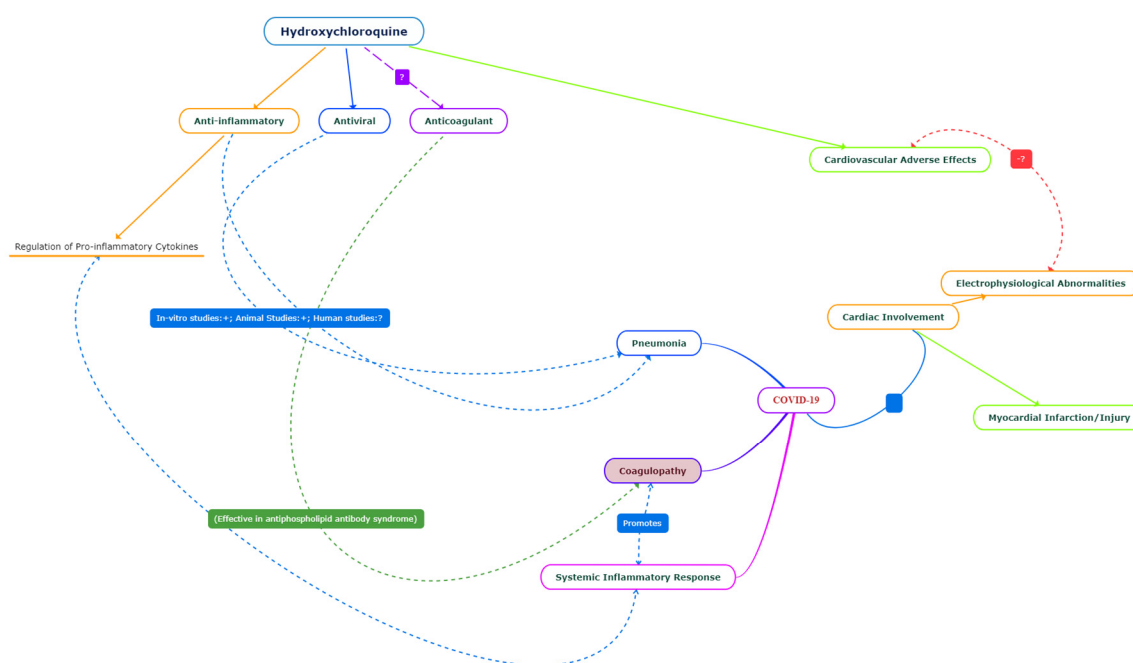 Hydroxychloroquine
?
Anti-inflammatory
Antiviral
Anticoagulant
Cardiovascular Adverse Effects
-?
Regulation of Pro-inflammatory Cytokines
Electrophysiological Abnormalities
In-vitro studies:+; Animal Studies:+; Human studies:?
Cardiac Involvement
Pneumonia
COVID-19
Myocardial Infarction/Injury
Coagulopathy
(Effective in antiphospholipid antibody syndrome)
Promotes
Systemic Inflammatory Response